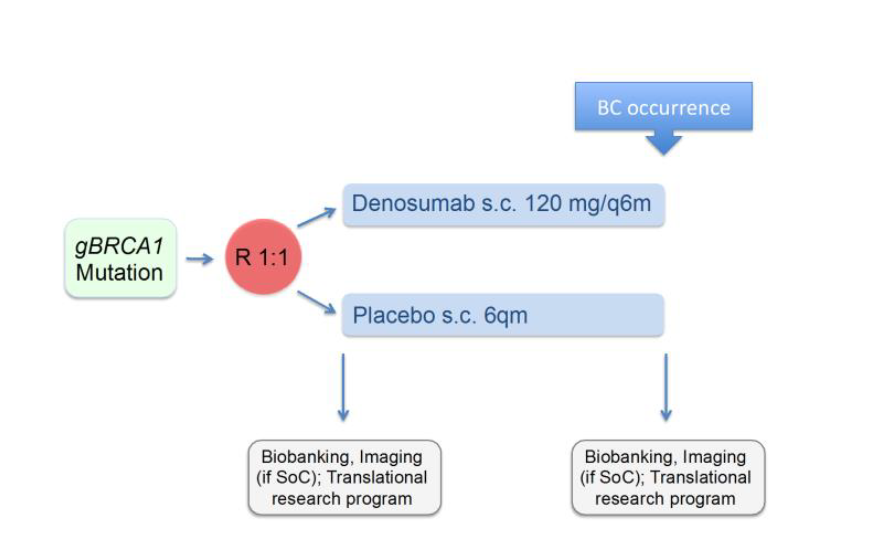 BC occurrence
Denosumab s.c. 120 mg/q6m
gBRCA1
Mutation
R 1:1
Placebo s.c. 6qm
Biobanking, Imaging
(if SoC); Translational
research program
Biobanking, Imaging
(if SoC); Translational
research program